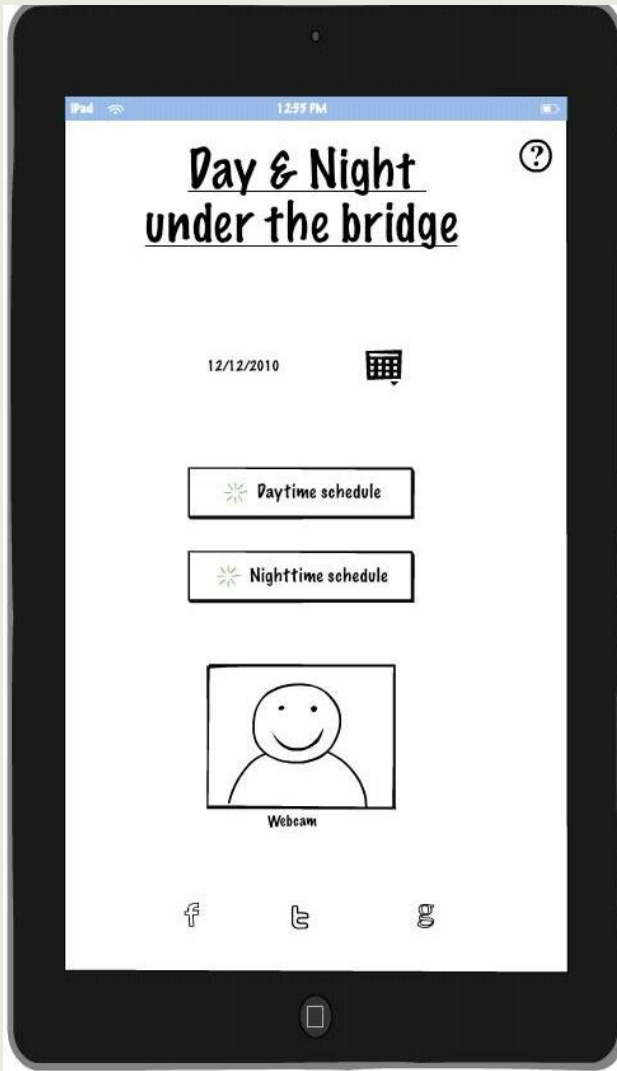 iPad 12:55 PM
Day & Night
?
under the bridge
12/12/2010
Daytime schedule
Nighttime schedule
Webcam
f t g